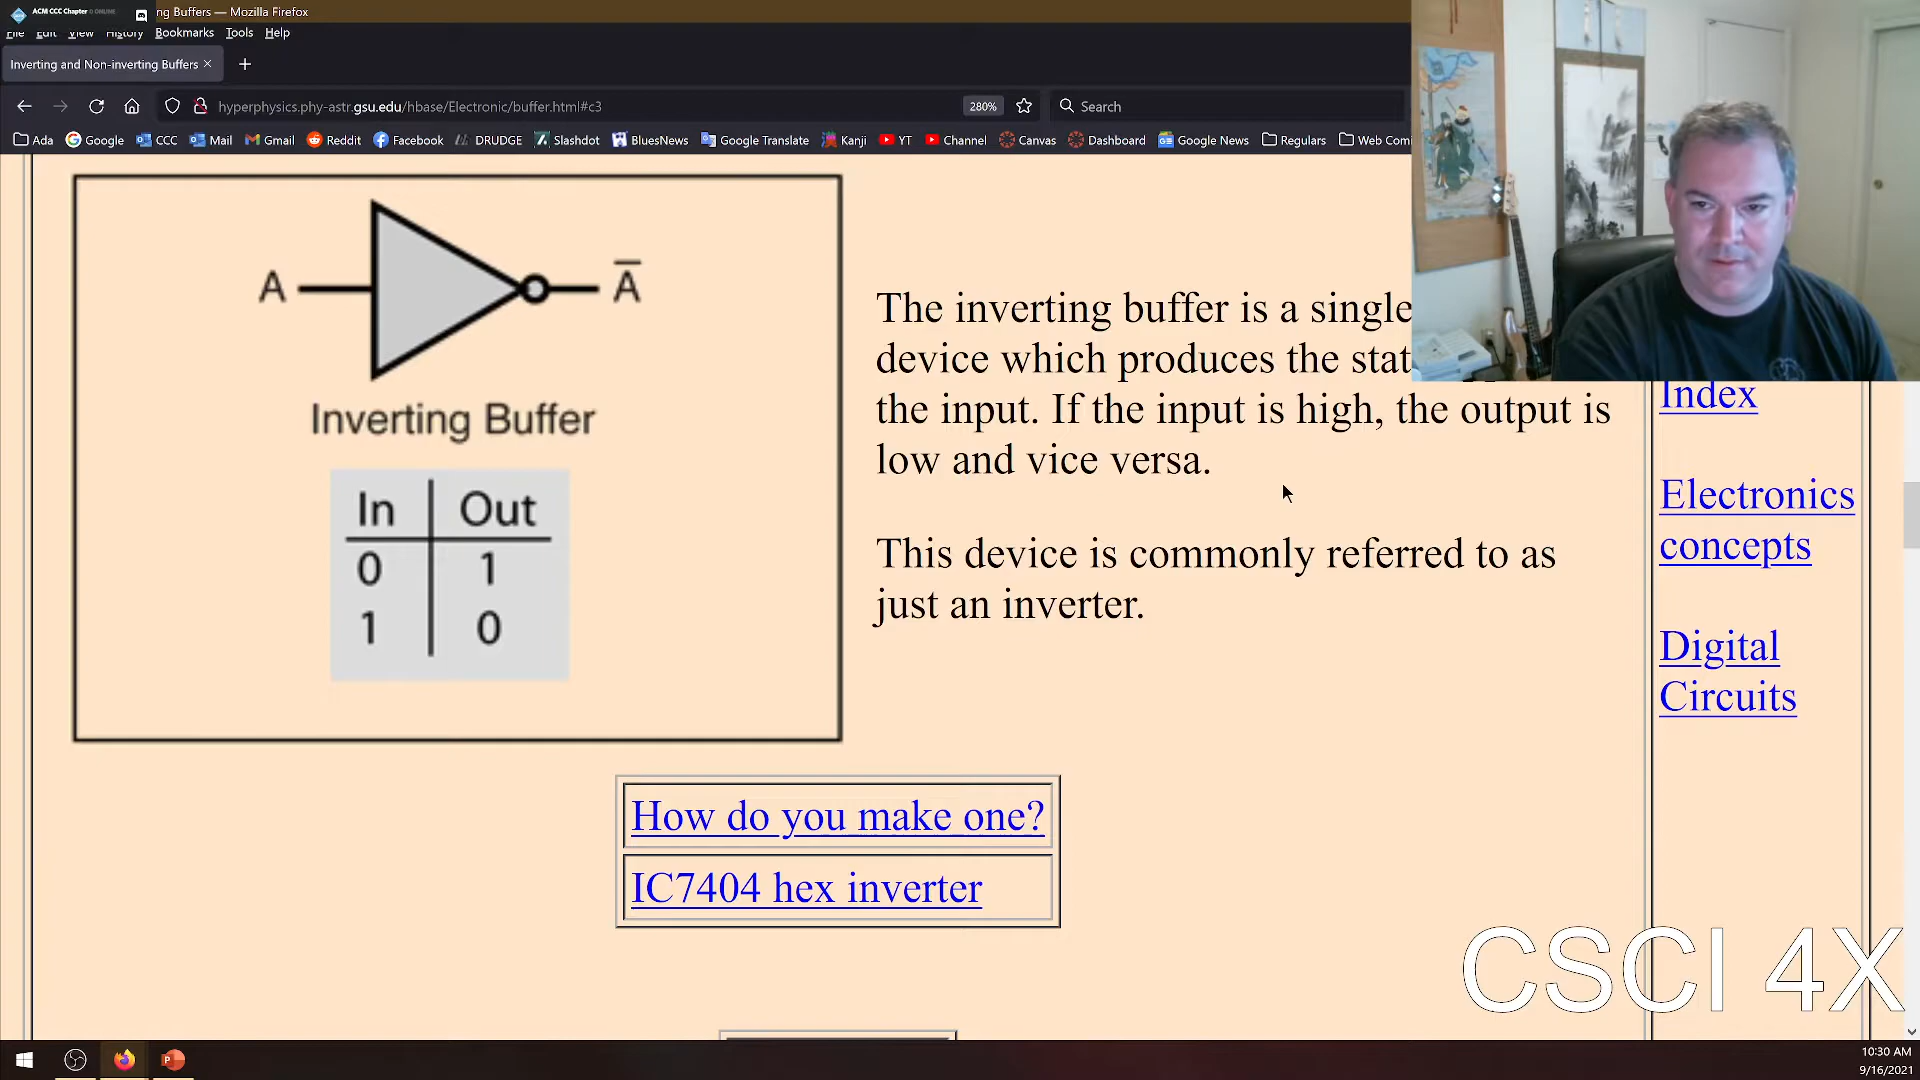 ACM CCC Chapter
ng Buffers — Mozilla Firefox
File Edit View History Bookmarks Tools Help
Inverting and Non-inverting Buffers
hyperphysics.phy-astr.gsu.edu/hbase/Electronic/buffer.html#c3
280%
Search
Ada Google CCC Mail Gmail Reddit Facebook DRUDGE Slashdot BluesNews Google Translate Kanji YT Channel Canvas Dashboard Google News Regulars Web Comi
A
A̅
Inverting Buffer
In Out
0 1
1 0
The inverting buffer is a single
device which produces the stat
the input. If the input is high, the output is
low and vice versa.
This device is commonly referred to as
just an inverter.
Index
Electronics
concepts
Digital
Circuits
How do you make one?
IC7404 hex inverter
CSCI 4X
10:30 AM
9/16/2021